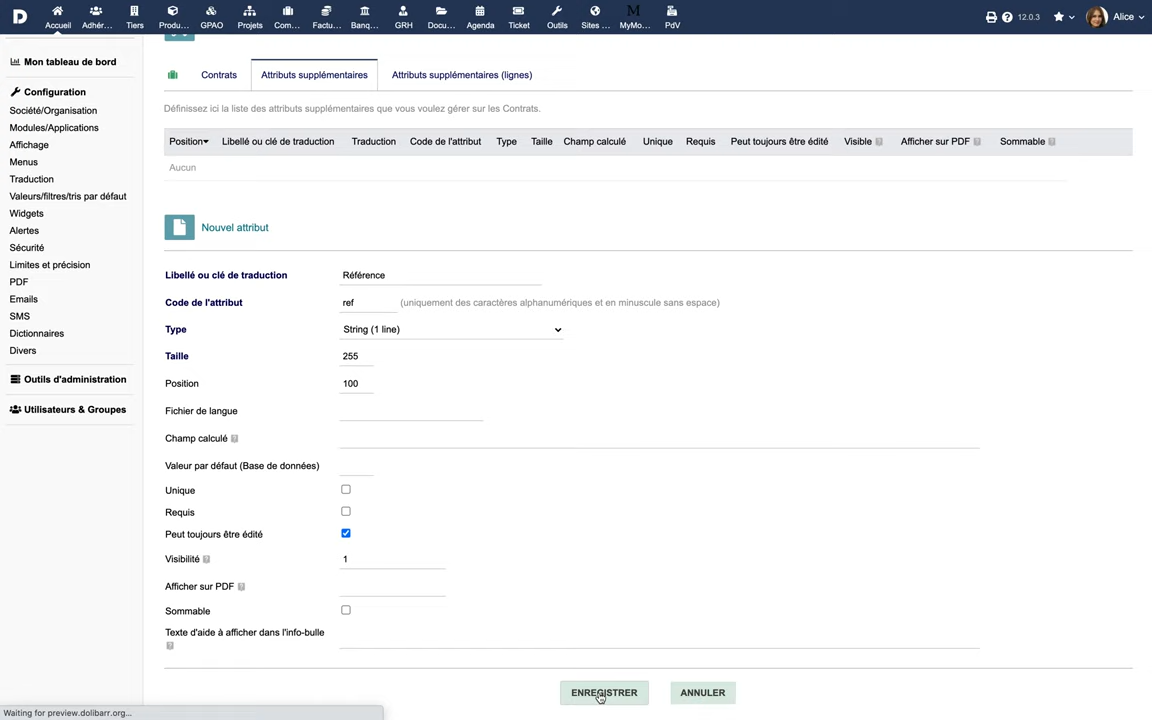 D
Accueil
Adhér...
Tiers
Produ...
GPAO
Projets
Com...
Factu...
Banq...
GRH
Docu...
Agenda
Ticket
Outils
Sites ...
M
MyMo...
PdV
12.0.3
Alice
Mon tableau de bord
Configuration
Société/Organisation
Modules/Applications
Affichage
Menus
Traduction
Valeurs/filtres/tris par défaut
Widgets
Alertes
Sécurité
Limites et précision
PDF
Emails
SMS
Dictionnaires
Divers
Outils d'administration
Utilisateurs & Groupes
Contrats Attributs supplémentaires Attributs supplémentaires (lignes)
Définissez ici la liste des attributs supplémentaires que vous voulez gérer sur les Contrats.
Position Libellé ou clé de traduction Traduction Code de l'attribut Type Taille Champ calculé Unique Requis Peut toujours être édité Visible ? Afficher sur PDF ? Sommable ?
Aucun
Nouvel attribut
Libellé ou clé de traduction Référence
Code de l'attribut ref (uniquement des caractères alphanumériques et en minuscule sans espace)
Type String (1 line)
Taille 255
Position 100
Fichier de langue
Champ calculé ?
Valeur par défaut (Base de données)
Unique
Requis
Peut toujours être édité
Visibilité ? 1
Afficher sur PDF ?
Sommable
Texte d'aide à afficher dans l'info-bulle
?
ENREGISTRER ANNULER
Waiting for preview.dolibarr.org...